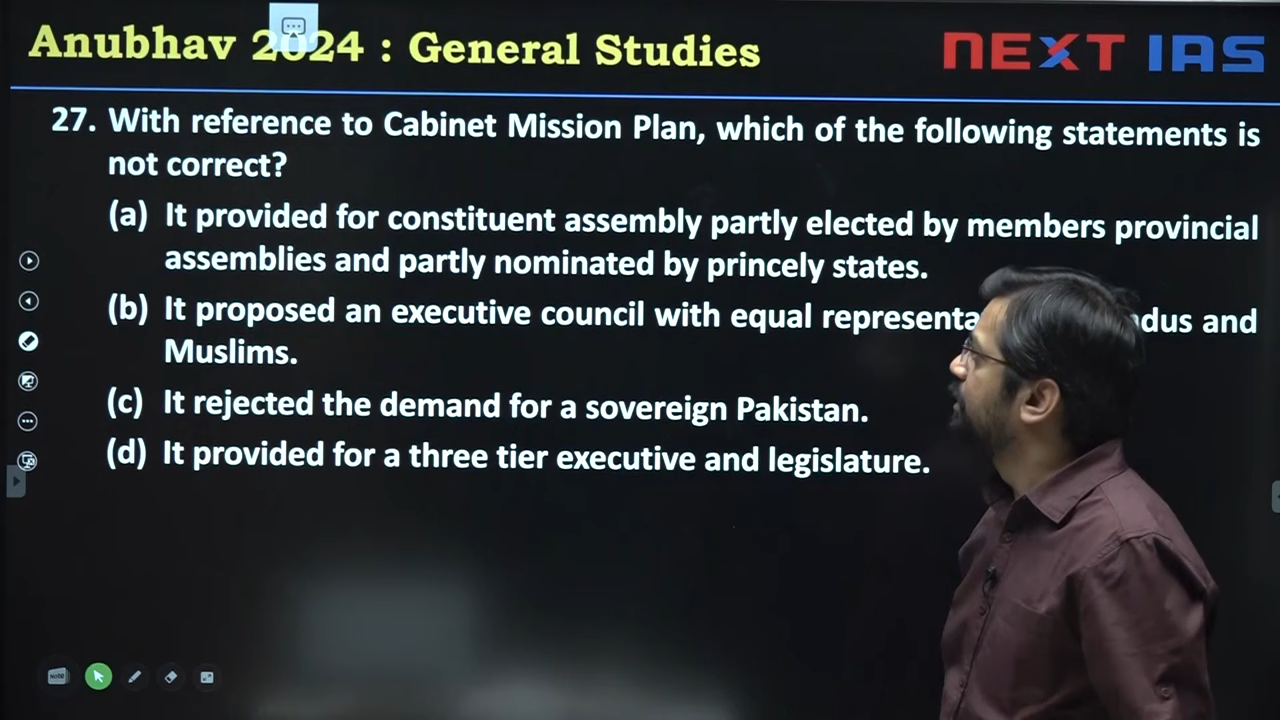 Anubhav 2024 : General Studies
NEXT IAS
27. With reference to Cabinet Mission Plan, which of the following statements is
not correct?
(a) It provided for constituent assembly partly elected by members provincial
assemblies and partly nominated by princely states.
(b) It proposed an executive council with equal and
Muslims.
(c) It rejected the demand for a sovereign Pakistan.
(d) It provided for a three tier executive and legislature.